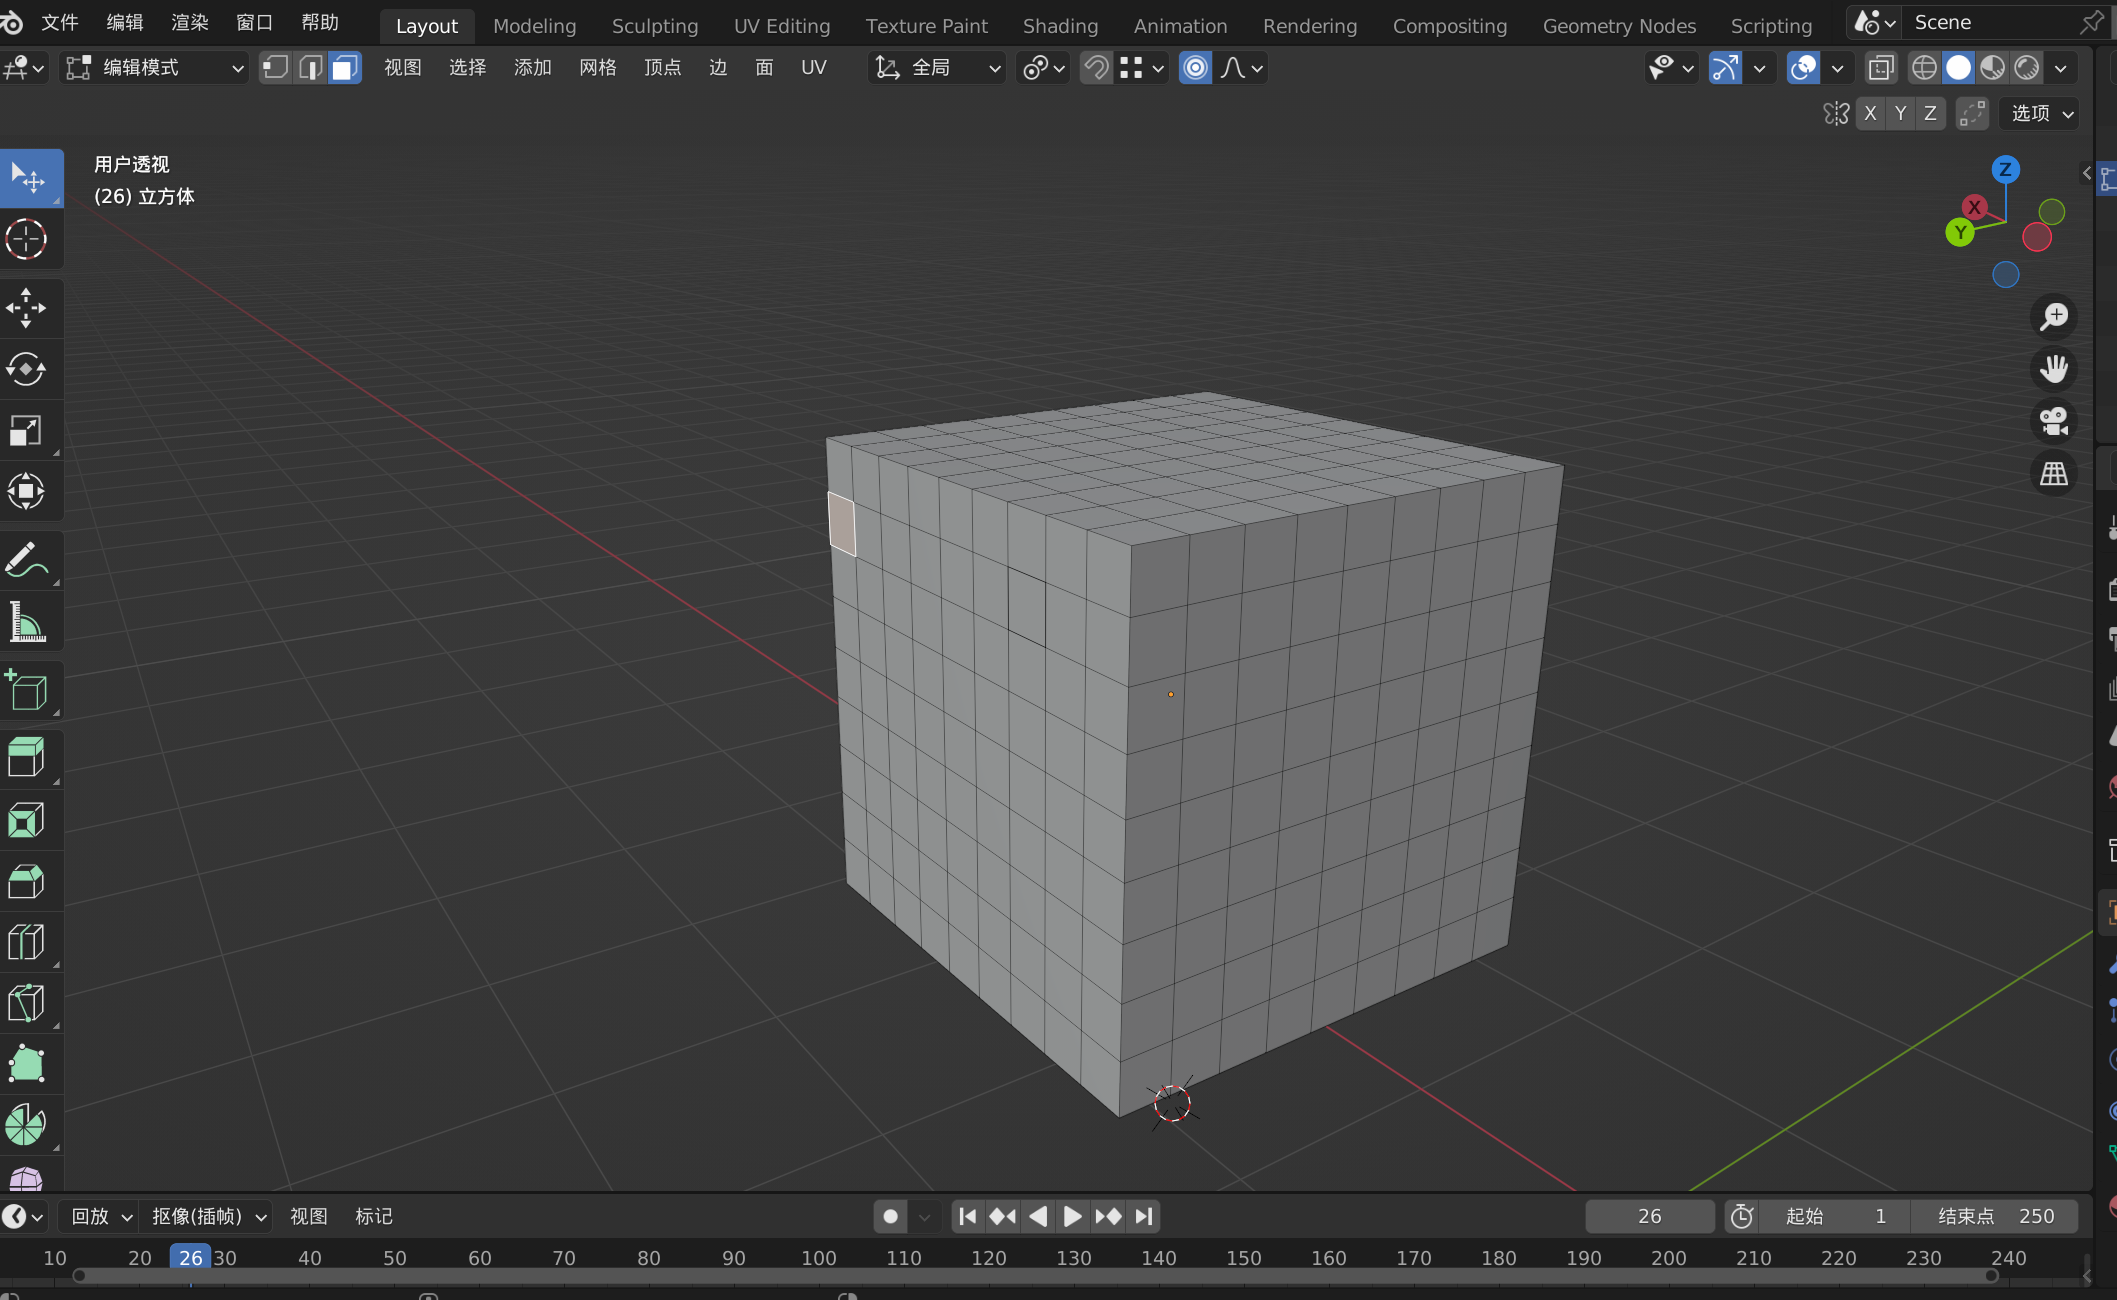 文件 编辑 渲染 窗口 帮助 Layout Modeling Sculpting UV Editing Texture Paint Shading Animation Rendering Compositing Geometry Nodes Scripting Scene
编辑模式 视图 选择 添加 网格 顶点 边 面 UV 全局
X Y Z 选项
用户透视
(26) 立方体
Z
X
Y
回放 抠像(插帧) 视图 标记 26 起始 1 结束点 250
10 20 26 30 40 50 60 70 80 90 100 110 120 130 140 150 160 170 180 190 200 210 220 230 240